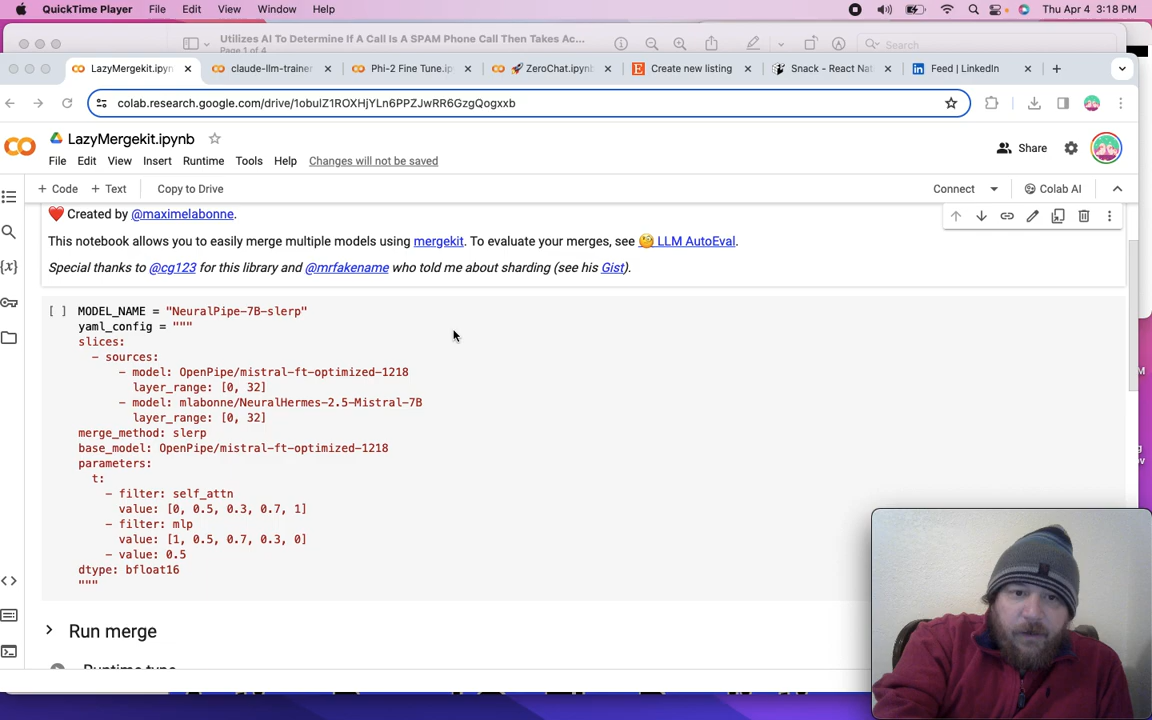 QuickTime Player File Edit View Window Help Thu Apr 4 3:18 PM
Utilizes AI To Determine If A Call Is A SPAM Phone Call Then Takes Ac...
Page 1 of 4
Search
LazyMergekit.ipyn
claude-llm-trainer
Phi-2 Fine Tune.ip
🚀 ZeroChat.ipynb
Create new listing
Snack - React Nat
Feed | LinkedIn
colab.research.google.com/drive/1obulZ1ROXHjYLn6PPZJwRR6GzgQogxxb
LazyMergekit.ipynb
File Edit View Insert Runtime Tools Help Changes will not be saved
Share
+ Code + Text Copy to Drive
Connect Colab AI
❤️ Created by @maximelabonne.
This notebook allows you to easily merge multiple models using mergekit. To evaluate your merges, see 🧐 LLM AutoEval.
Special thanks to @cg123 for this library and @mrfakename who told me about sharding (see his Gist).
[ ] MODEL_NAME = "NeuralPipe-7B-slerp"
yaml_config = """
slices:
- sources:
- model: OpenPipe/mistral-ft-optimized-1218
layer_range: [0, 32]
- model: mlabonne/NeuralHermes-2.5-Mistral-7B
layer_range: [0, 32]
merge_method: slerp
base_model: OpenPipe/mistral-ft-optimized-1218
parameters:
t:
- filter: self_attn
value: [0, 0.5, 0.3, 0.7, 1]
- filter: mlp
value: [1, 0.5, 0.7, 0.3, 0]
- value: 0.5
dtype: bfloat16
"""
Run merge
Runtime type